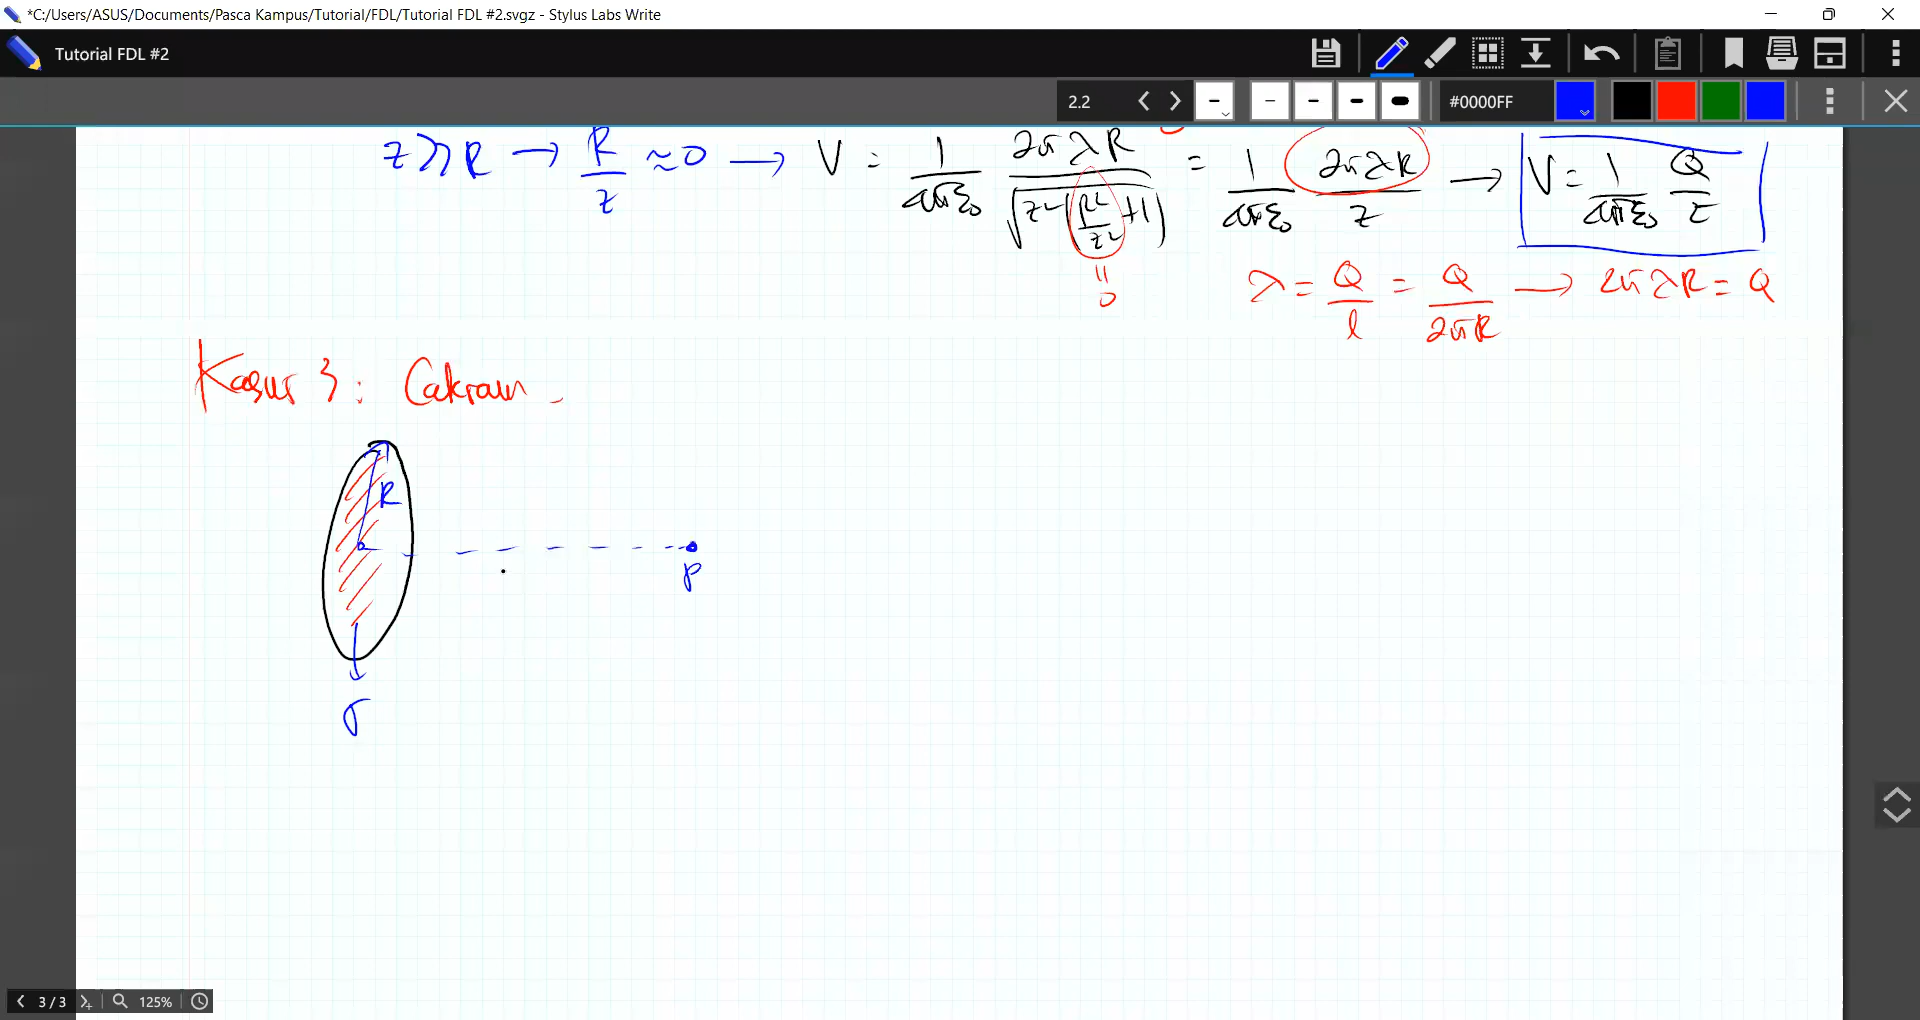 *C:/Users/ASUS/Documents/Pasca Kampus/Tutorial/FDL/Tutorial FDL #2.svgz - Stylus Labs Write
Tutorial FDL #2
2.2
#0000FF
z >> R → R/z ≈ 0 → V = 1/4πε₀ 2πλR/√(z²(R²/z² + 1)) = 1/4πε₀ 2πλR/z → V = 1/4πε₀ Q/z
= 0
λ = Q/l = Q/2πR → 2πλR = Q
Kasus 3: Cakram
R
P
σ
3 / 3
125%